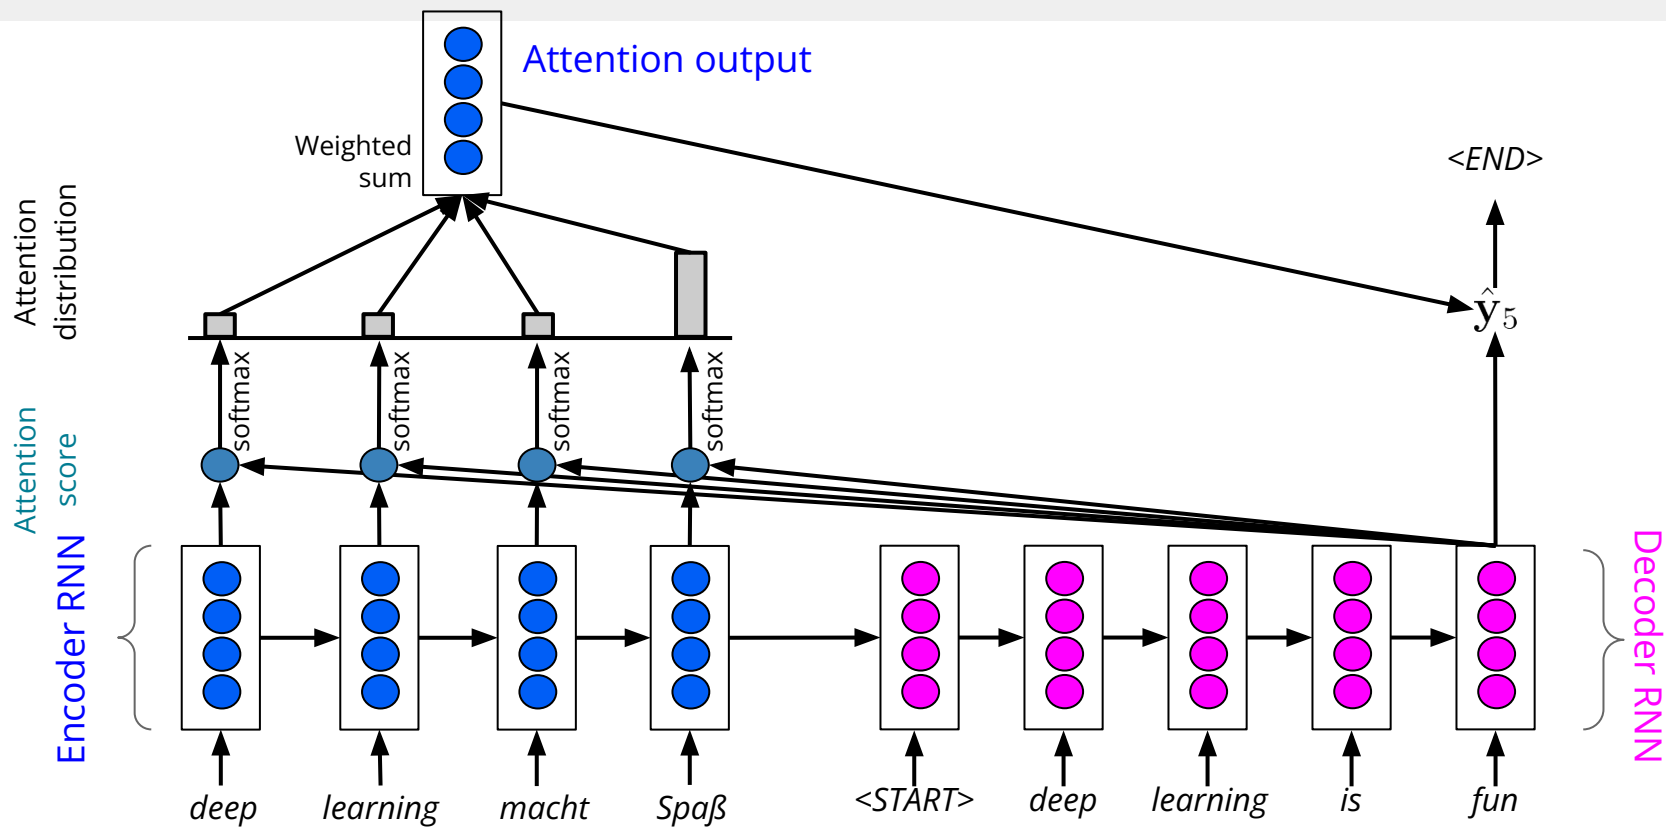 Attention output
Weighted
sum
<END>
Attention
distribution
ŷ5
softmax
softmax
softmax
softmax
Attention
score
Encoder RNN
Decoder RNN
deep
learning
macht
Spaß
<START>
deep
learning
is
fun